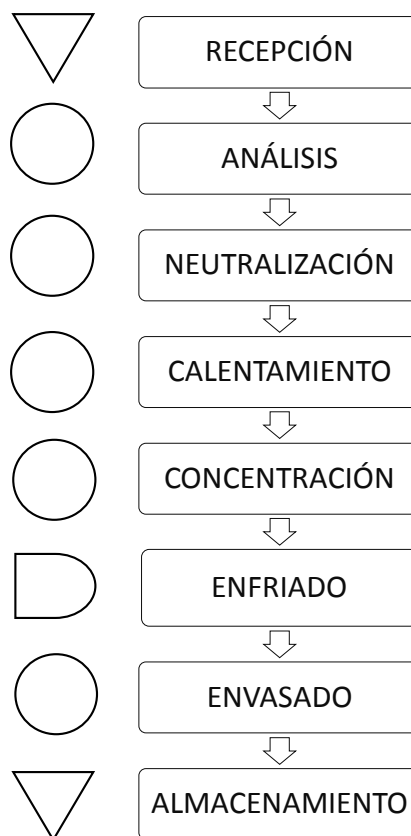 RECEPCIÓN
ANÁLISIS
NEUTRALIZACIÓN
CALENTAMIENTO
CONCENTRACIÓN
ENFRIADO
ENVASADO
ALMACENAMIENTO